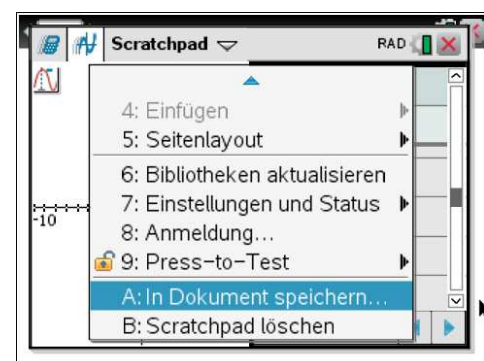 Scratchpad
RAD
4: Einfügen
5: Seitenlayout
6: Bibliotheken aktualisieren
7: Einstellungen und Status
8: Anmeldung...
9: Press-to-Test
A: In Dokument speichern...
B: Scratchpad löschen
-10